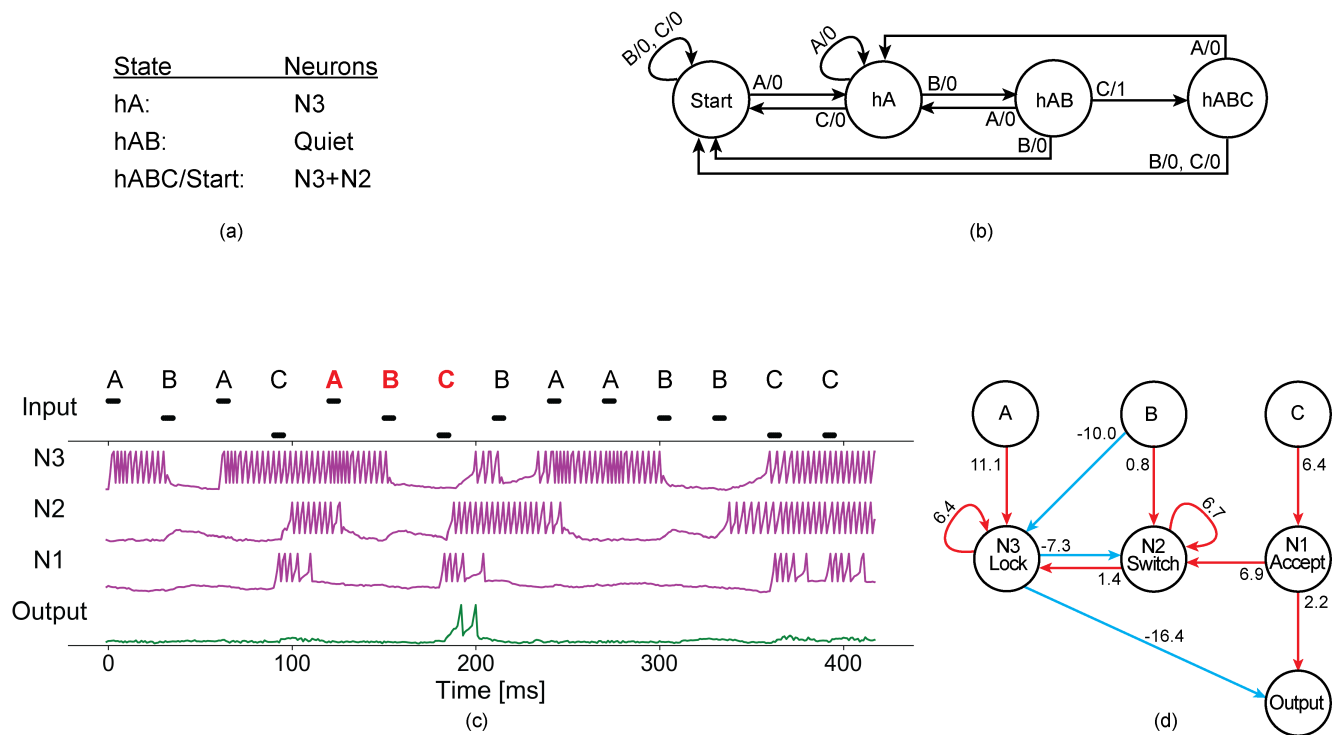 State Neurons
hA: N3
hAB: Quiet
hABC/Start: N3+N2
(a)
B/0, C/0
A/0
A/0
Start
A/0
hA
B/0
hAB
C/1
hABC
C/0
A/0
B/0
B/0, C/0
(b)
A B A C A B C B A A B B C C
Input
N3
N2
N1
Output
0 100 200 300 400
Time [ms]
(c)
A B C
-10.0
11.1 0.8 6.4
6.4 6.7
N3 N2 N1
Lock Switch Accept
-7.3
1.4 6.9
2.2
-16.4
Output
(d)